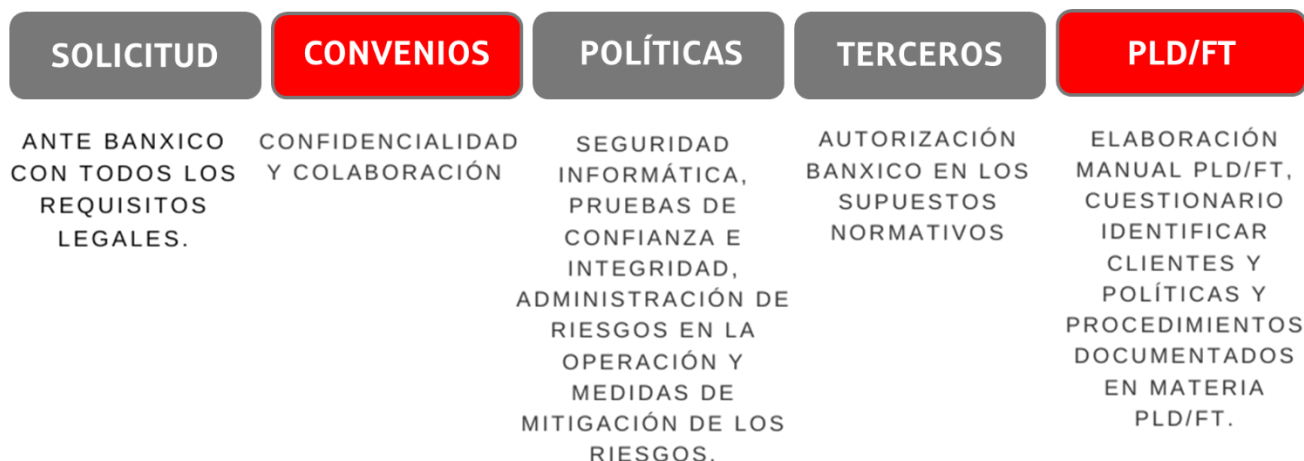 SOLICITUD
ANTE BANXICO
CON TODOS LOS
REQUISITOS
LEGALES.
CONVENIOS
CONFIDENCIALIDAD
Y COLABORACIÓN
POLÍTICAS
SEGURIDAD
INFORMÁTICA,
PRUEBAS DE
CONFIANZA E
INTEGRIDAD,
ADMINISTRACIÓN DE
RIESGOS EN LA
OPERACIÓN Y
MEDIDAS DE
MITIGACIÓN DE LOS
RIESGOS.
TERCEROS
AUTORIZACIÓN
BANXICO EN LOS
SUPUESTOS
NORMATIVOS
PLD/FT
ELABORACIÓN
MANUAL PLD/FT,
CUESTIONARIO
IDENTIFICAR
CLIENTES Y
POLÍTICAS Y
PROCEDIMIENTOS
DOCUMENTADOS
EN MATERIA
PLD/FT.